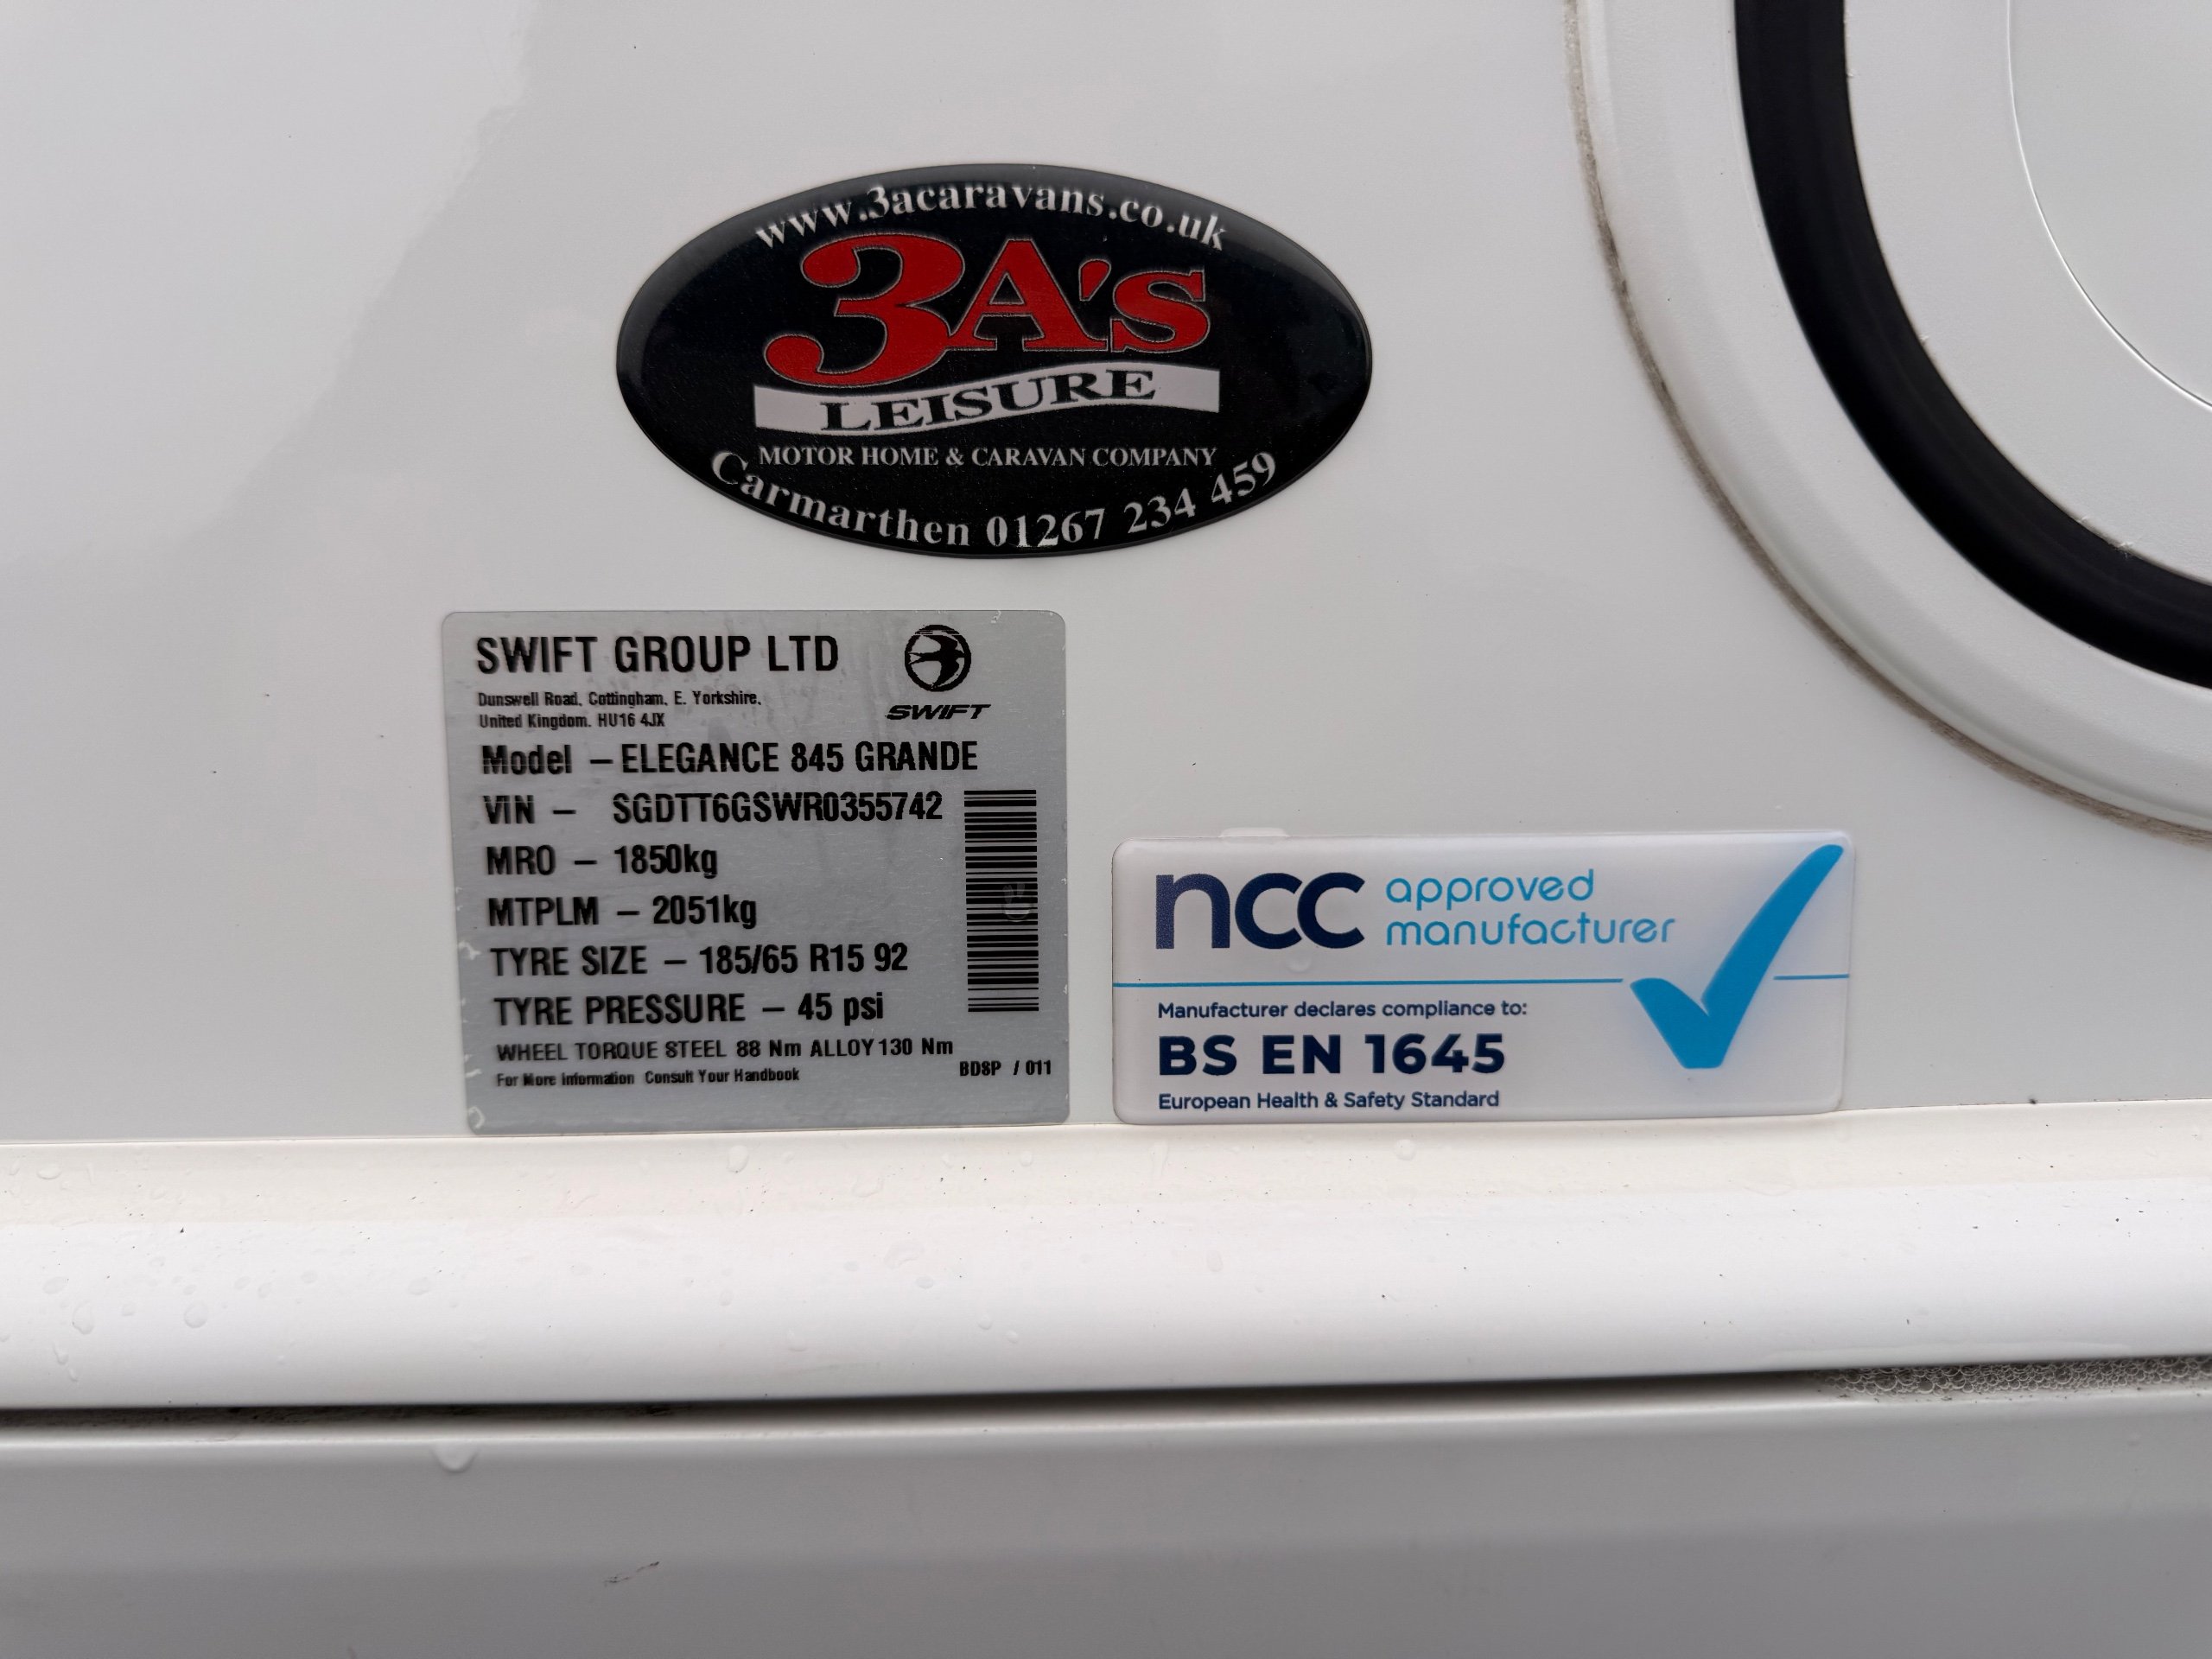 www.3acaravans.co.uk
3A's
LEISURE
MOTOR HOME & CARAVAN COMPANY
Carmarthen 01267 234 459
SWIFT GROUP LTD
Dunswell Road, Cottingham, E. Yorkshire,
United Kingdom. HU16 4JX
SWIFT
Model – ELEGANCE 845 GRANDE
VIN – SGDTT6GSWR0355742
MRO – 1850kg
MTPLM – 2051kg
TYRE SIZE – 185/65 R15 92
TYRE PRESSURE – 45 psi
WHEEL TORQUE STEEL 88 Nm ALLOY 130 Nm
For More Information Consult Your Handbook
BDSP / 011
ncc approved
manufacturer
Manufacturer declares compliance to:
BS EN 1645
European Health & Safety Standard